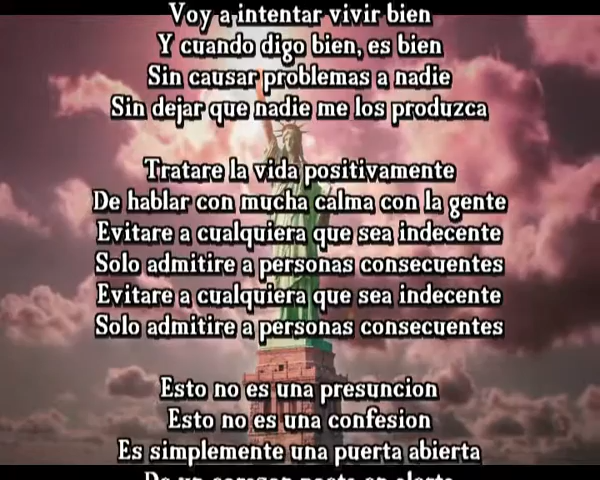 Voy a intentar vivir bien
Y cuando digo bien, es bien
Sin causar problemas a nadie
Sin dejar que nadie me los produzca
Tratare la vida positivamente
De hablar con mucha calma con la gente
Evitare a cualquiera que sea indecente
Solo admitire a personas consecuentes
Evitare a cualquiera que sea indecente
Solo admitire a personas consecuentes
Esto no es una presuncion
Esto no es una confesion
Es simplemente una puerta abierta